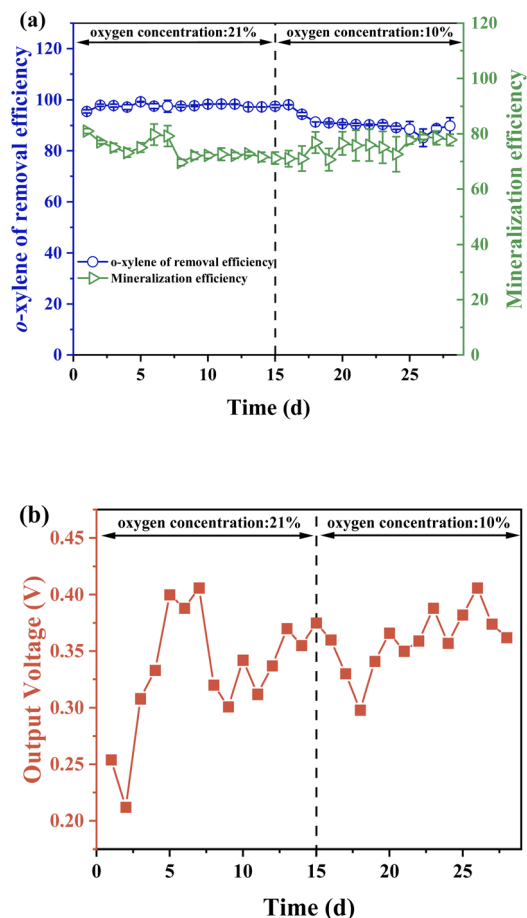 (a)
oxygen concentration:21%
oxygen concentration:10%
120
100
80
60
40
20
0
120
100
80
60
40
20
0
o-xylene of removal efficiency
Mineralization efficiency
o-xylene of removal efficiency
Mineralization efficiency
0 5 10 15 20 25
Time (d)
(b)
oxygen concentration:21%
oxygen concentration:10%
0.45
0.40
0.35
0.30
0.25
0.20
Output Voltage (V)
0 5 10 15 20 25
Time (d)